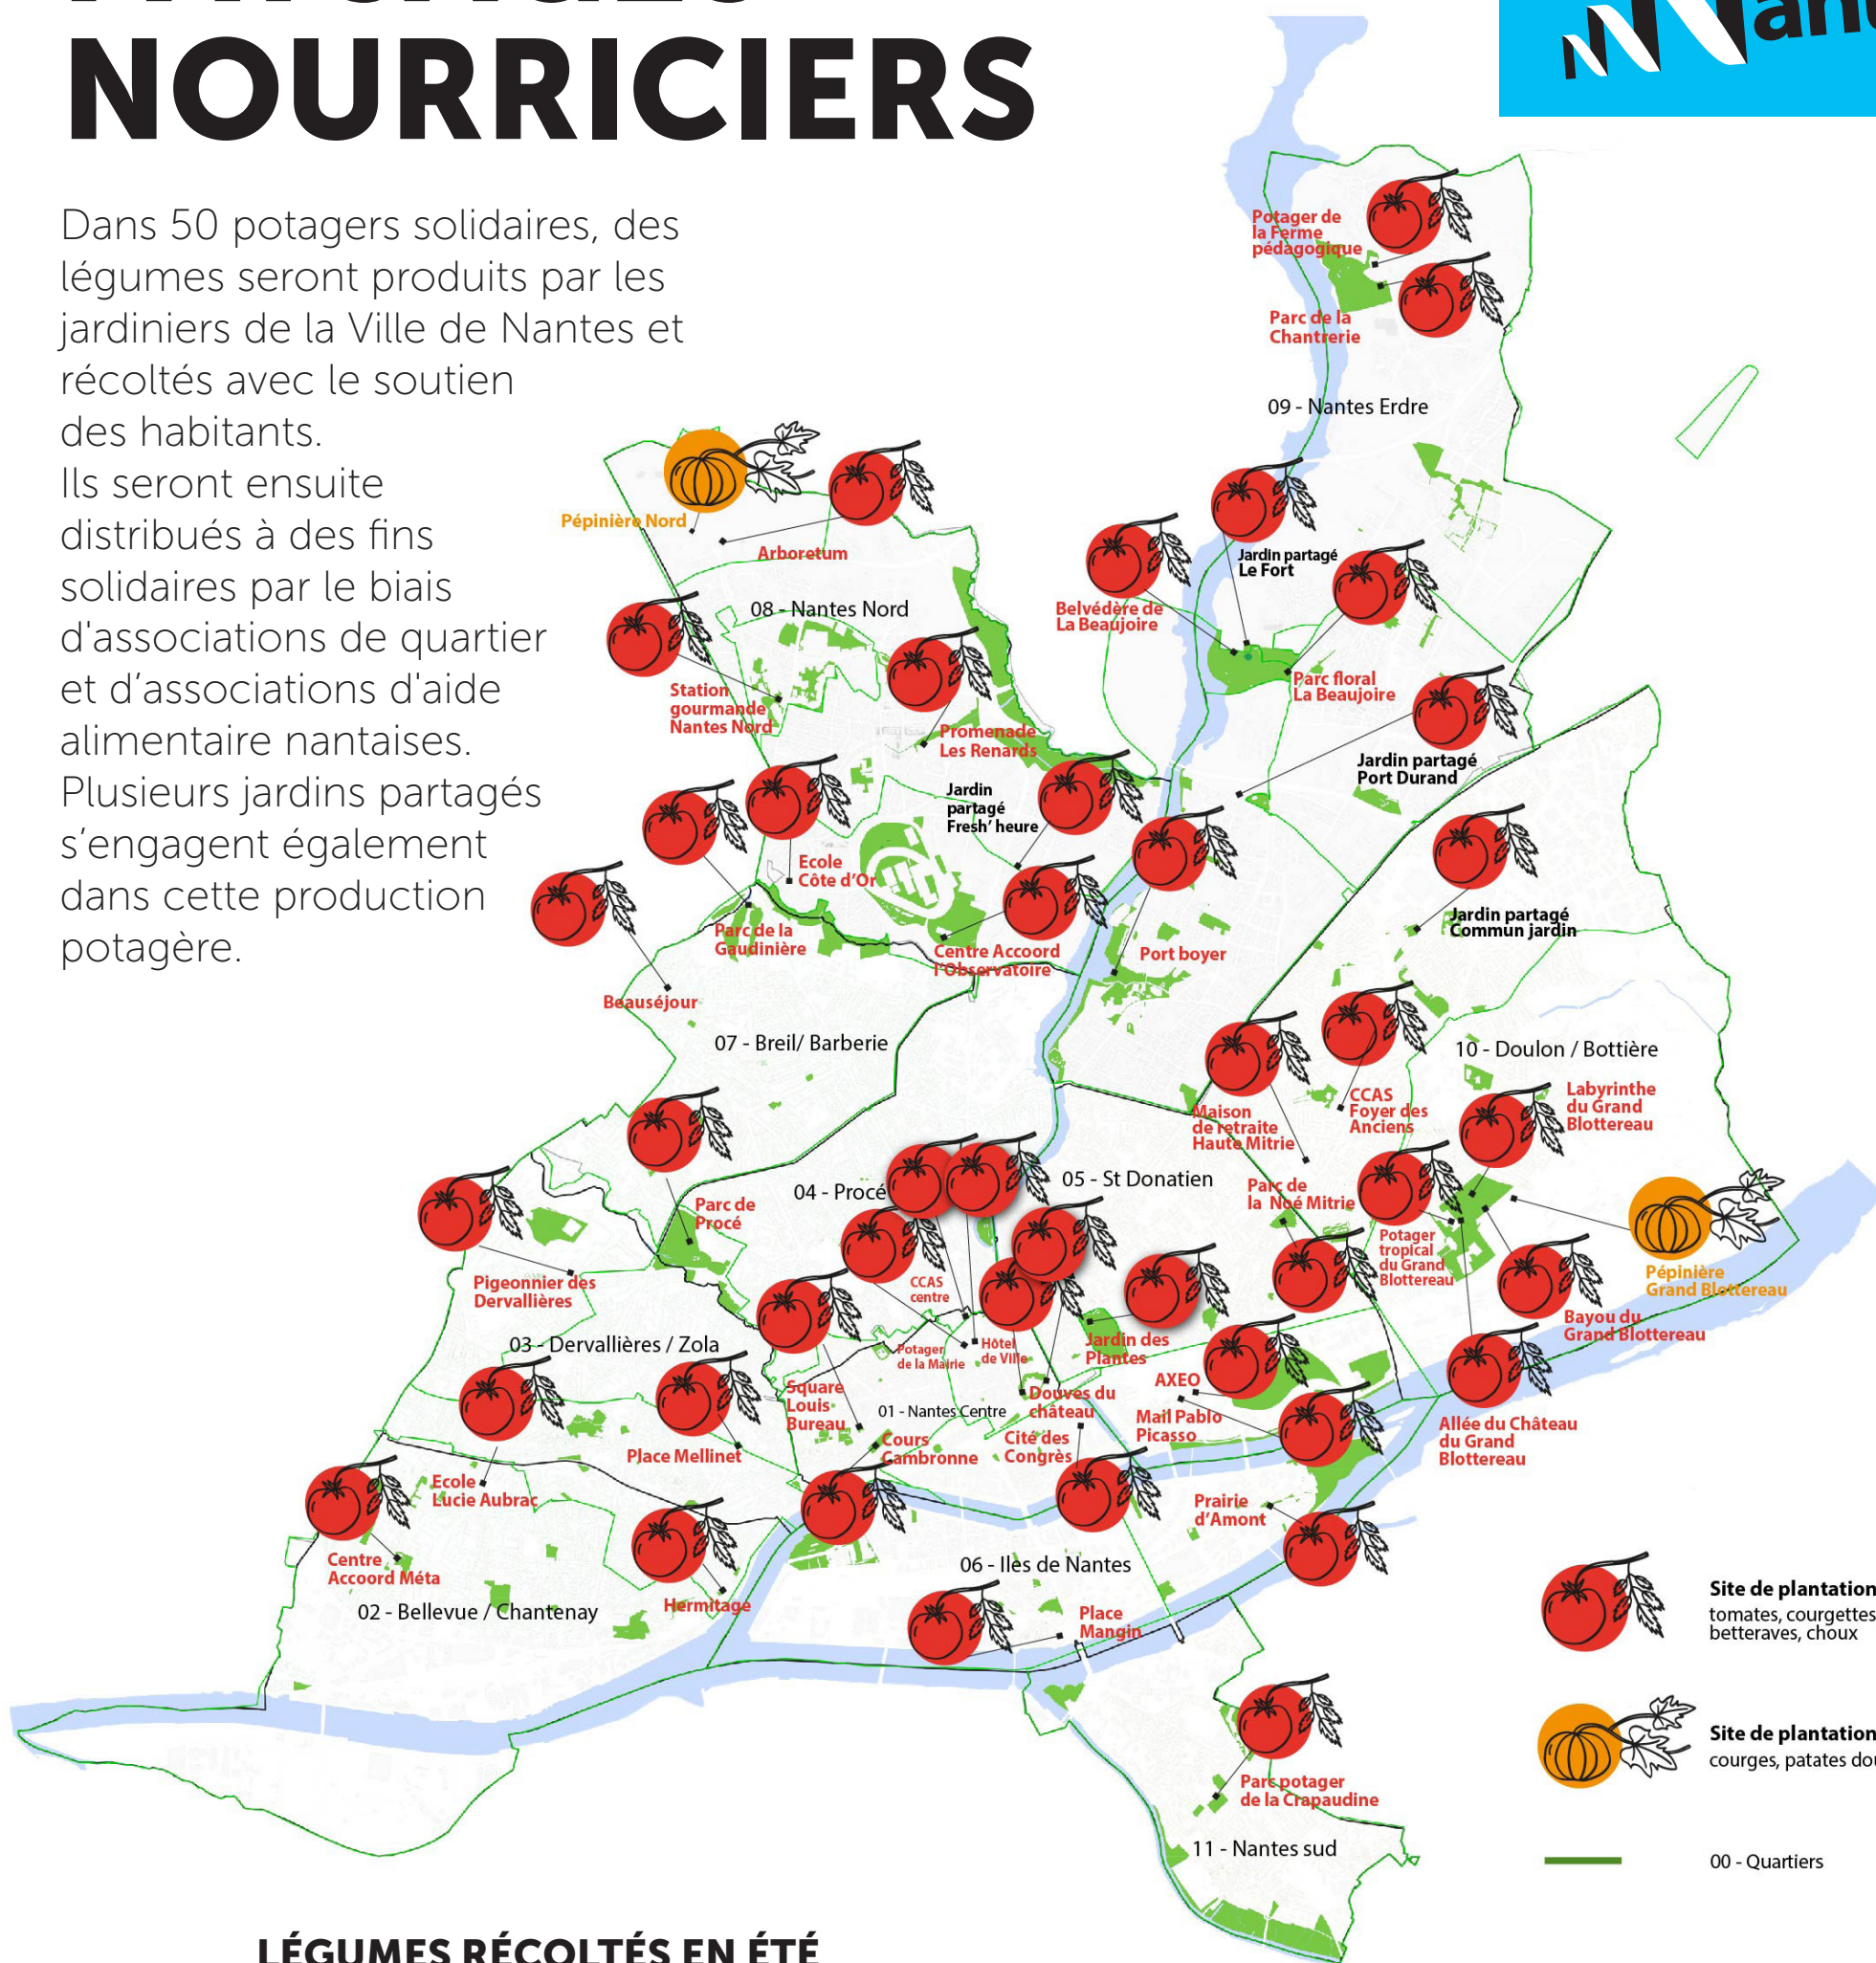 NOURRICIERS
Dans 50 potagers solidaires, des
légumes seront produits par les
jardiniers de la Ville de Nantes et
récoltés avec le soutien
des habitants.
Ils seront ensuite
distribués à des fins
solidaires par le biais
d'associations de quartier
et d’associations d'aide
alimentaire nantaises.
Plusieurs jardins partagés
s’engagent également
dans cette production
potagère.
Potager de
la Ferme
pédagogique
Parc de la
Chantrerie
09 - Nantes Erdre
Pépinière Nord
Arboretum
08 - Nantes Nord
Jardin partagé
Le Fort
Belvédère de
La Beaujoire
Parc floral
La Beaujoire
Station
gourmande
Nantes Nord
Promenade
Les Renards
Jardin partagé
Port Durand
Jardin
partagé
Fresh’ heure
Ecole
Côte d’Or
Parc de la
Gaudinière
Centre Accoord
l’Observatoire
Port boyer
Jardin partagé
Commun jardin
Beauséjour
07 - Breil/ Barberie
10 - Doulon / Bottière
Maison
de retraite
Haute Mitrie
CCAS
Foyer des
Anciens
Labyrinthe
du Grand
Blottereau
04 - Procé
05 - St Donatien
Parc de
la Noé Mitrie
Parc de
Procé
Potager
tropical
du Grand
Blottereau
Pépinière
Grand Blottereau
Pigeonnier des
Dervallières
CCAS
centre
Bayou du
Grand Blottereau
03 - Dervallières / Zola
Potager
de la Mairie
Hôtel
de Ville
Jardin des
Plantes
Square
Louis
Bureau
AXEO
01 - Nantes Centre
Douves du
château
Mail Pablo
Picasso
Place Mellinet
Cours
Cambronne
Cité des
Congrès
Allée du Château
du Grand
Blottereau
Ecole
Lucie Aubrac
Prairie
d’Amont
Centre
Accoord Méta
06 - Iles de Nantes
02 - Bellevue / Chantenay
Hermitage
Place
Mangin
Site de plantation
tomates, courgettes
betteraves, choux
Site de plantation
courges, patates
Parc potager
de la Crapaudine
11 - Nantes sud
00 - Quartiers
LÉGUMES RÉCOLTÉS EN ÉTÉ